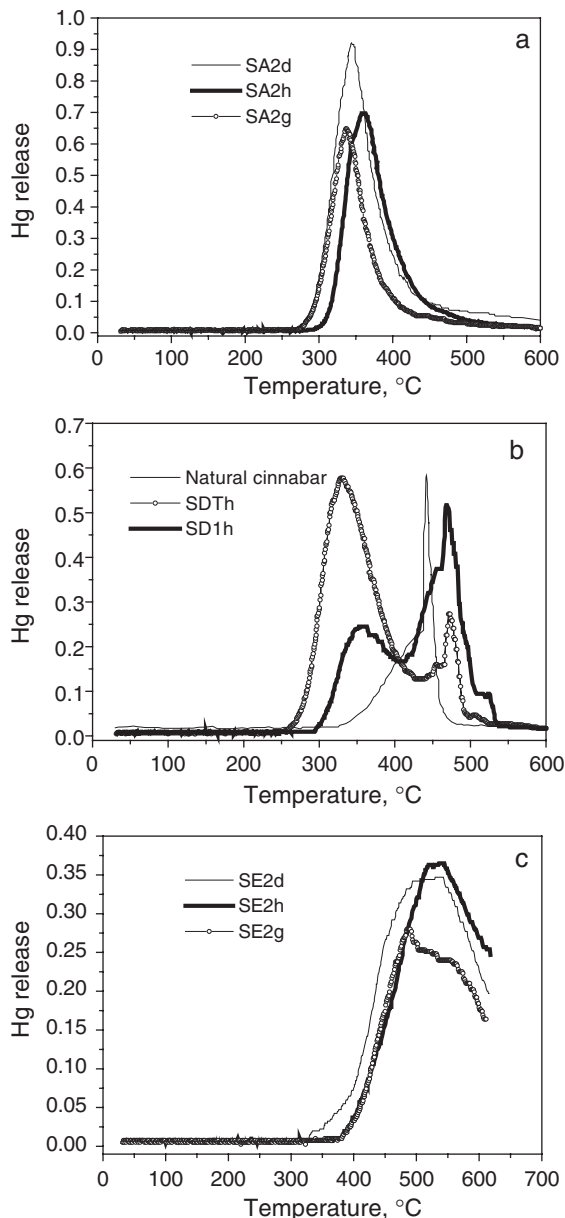 a
SA2d
SA2h
SA2g
Hg release
1.0
0.9
0.8
0.7
0.6
0.5
0.4
0.3
0.2
0.1
0.0
0 100 200 300 400 500 600
Temperature, °C
b
Natural cinnabar
SDTh
SD1h
Hg release
0.7
0.6
0.5
0.4
0.3
0.2
0.1
0.0
0 100 200 300 400 500 600
Temperature, °C
c
SE2d
SE2h
SE2g
Hg release
0.40
0.35
0.30
0.25
0.20
0.15
0.10
0.05
0.00
0 100 200 300 400 500 600 700
Temperature, °C